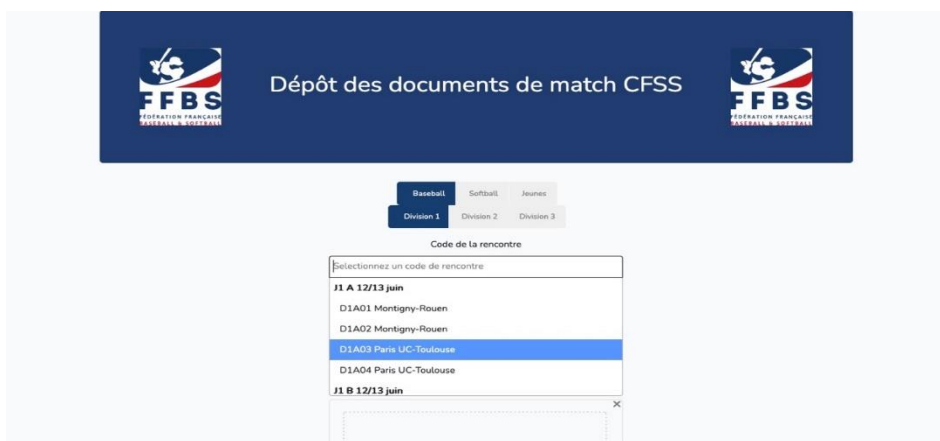 FFBS
FÉDÉRATION FRANÇAISE
BASEBALL & SOFTBALL
Dépôt des documents de match CFSS
FFBS
FÉDÉRATION FRANÇAISE
BASEBALL & SOFTBALL
Baseball Softball Jeunes
Division 1 Division 2 Division 3
Code de la rencontre
Selectionnez un code de rencontre
J1 A 12/13 juin
D1A01 Montigny-Rouen
D1A02 Montigny-Rouen
D1A03 Paris UC-Toulouse
D1A04 Paris UC-Toulouse
J1 B 12/13 juin